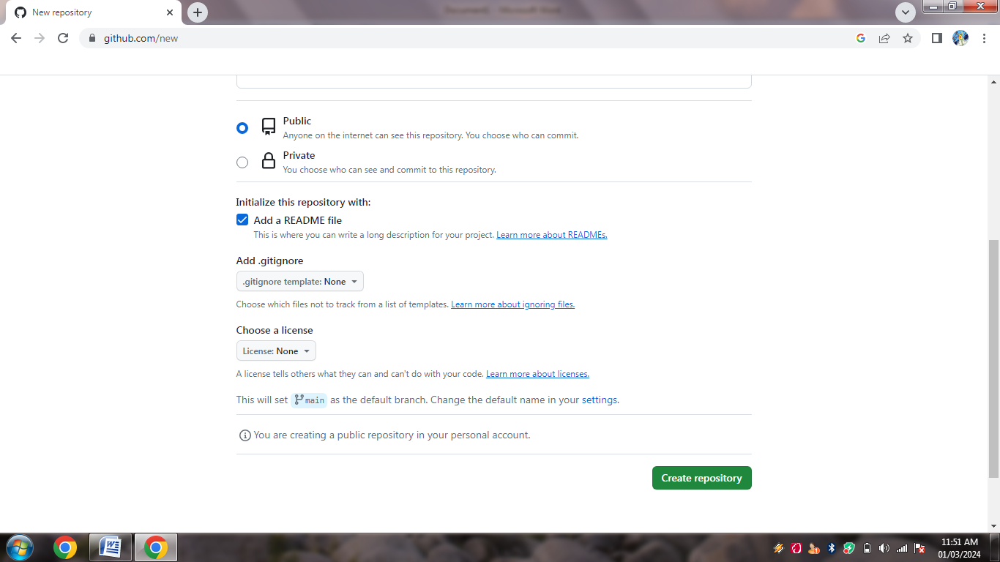 New repository
Document1 - Microsoft Word
github.com/new
Public
Anyone on the internet can see this repository. You choose who can commit.
Private
You choose who can see and commit to this repository.
Initialize this repository with:
Add a README file
This is where you can write a long description for your project. Learn more about READMEs.
Add .gitignore
.gitignore template: None
Choose which files not to track from a list of templates. Learn more about ignoring files.
Choose a license
License: None
A license tells others what they can and can't do with your code. Learn more about licenses.
This will set main as the default branch. Change the default name in your settings.
You are creating a public repository in your personal account.
Create repository
11:51 AM
01/03/2024